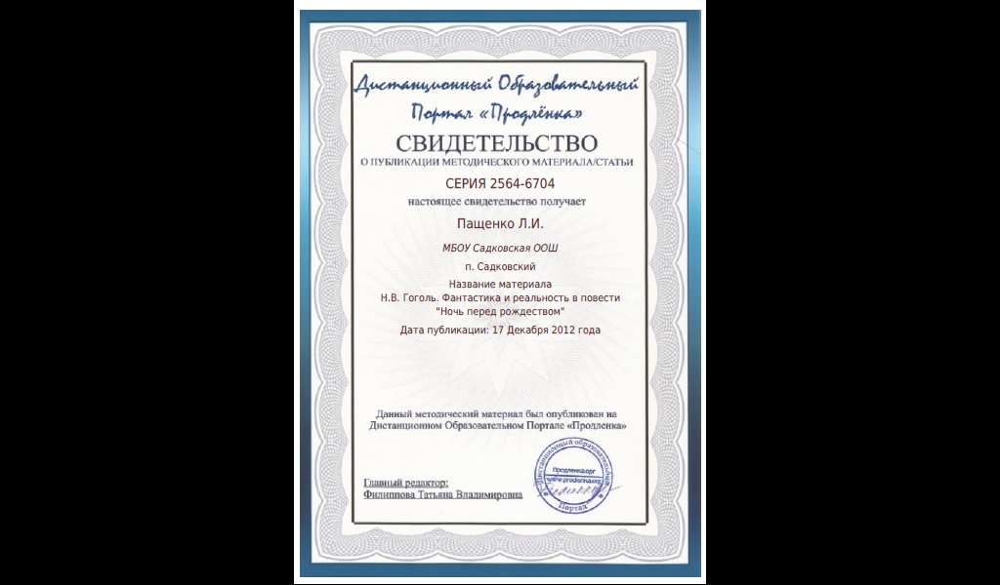 Дистанционный Образовательный
Портал «Продлёнка»
СВИДЕТЕЛЬСТВО
О ПУБЛИКАЦИИ МЕТОДИЧЕСКОГО МАТЕРИАЛА/СТАТЬИ
СЕРИЯ 2564-6704
настоящее свидетельство получает
Пащенко Л.И.
МБОУ Садковская ООШ
п. Садковский
Название материала
Н.В. Гоголь. Фантастика и реальность в повести
"Ночь перед рождеством"
Дата публикации: 17 Декабря 2012 года
Данный методический материал был опубликован на
Дистанционном Образовательном Портале «Продленка»
Главный редактор:
Филиппова Татьяна Владимировна
Дистанционный образовательный
Продленка.орг
www.prodlenka.org
Портал